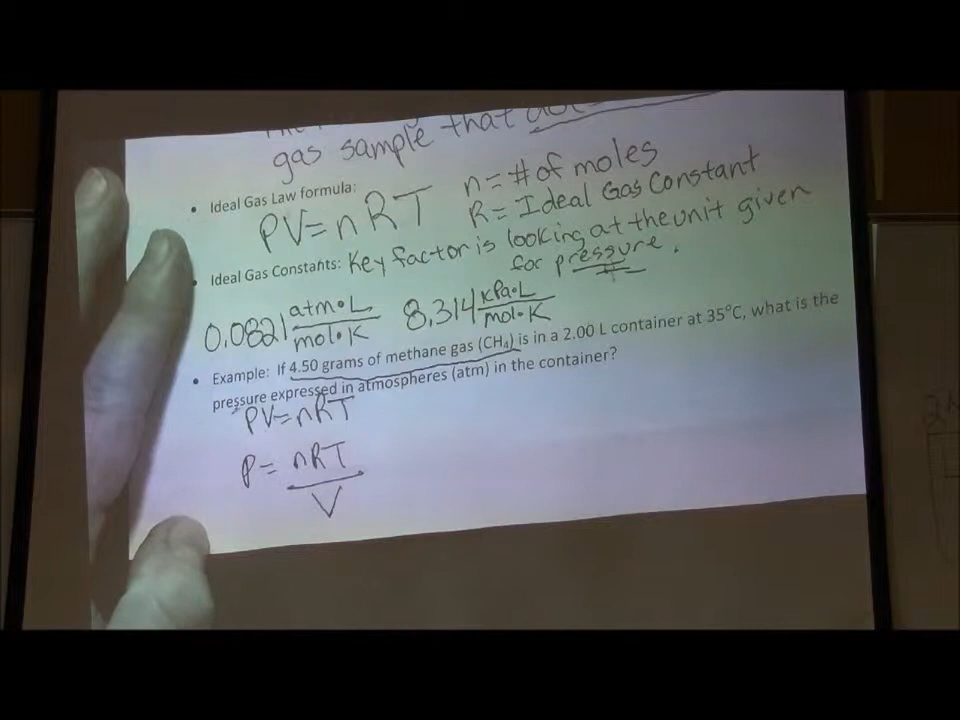 gas sample that
• Ideal Gas Law formula:
PV=nRT
n=# of moles
R= Ideal Gas Constant
• Ideal Gas Constants: Key factor is looking at the unit given
for pressure.
0.0821 atm·L/mol·K 8.314 kPa·L/mol·K
• Example: If 4.50 grams of methane gas (CH₄) is in a 2.00 L container at 35°C, what is the
pressure expressed in atmospheres (atm) in the container?
PV=nRT
P= nRT/V